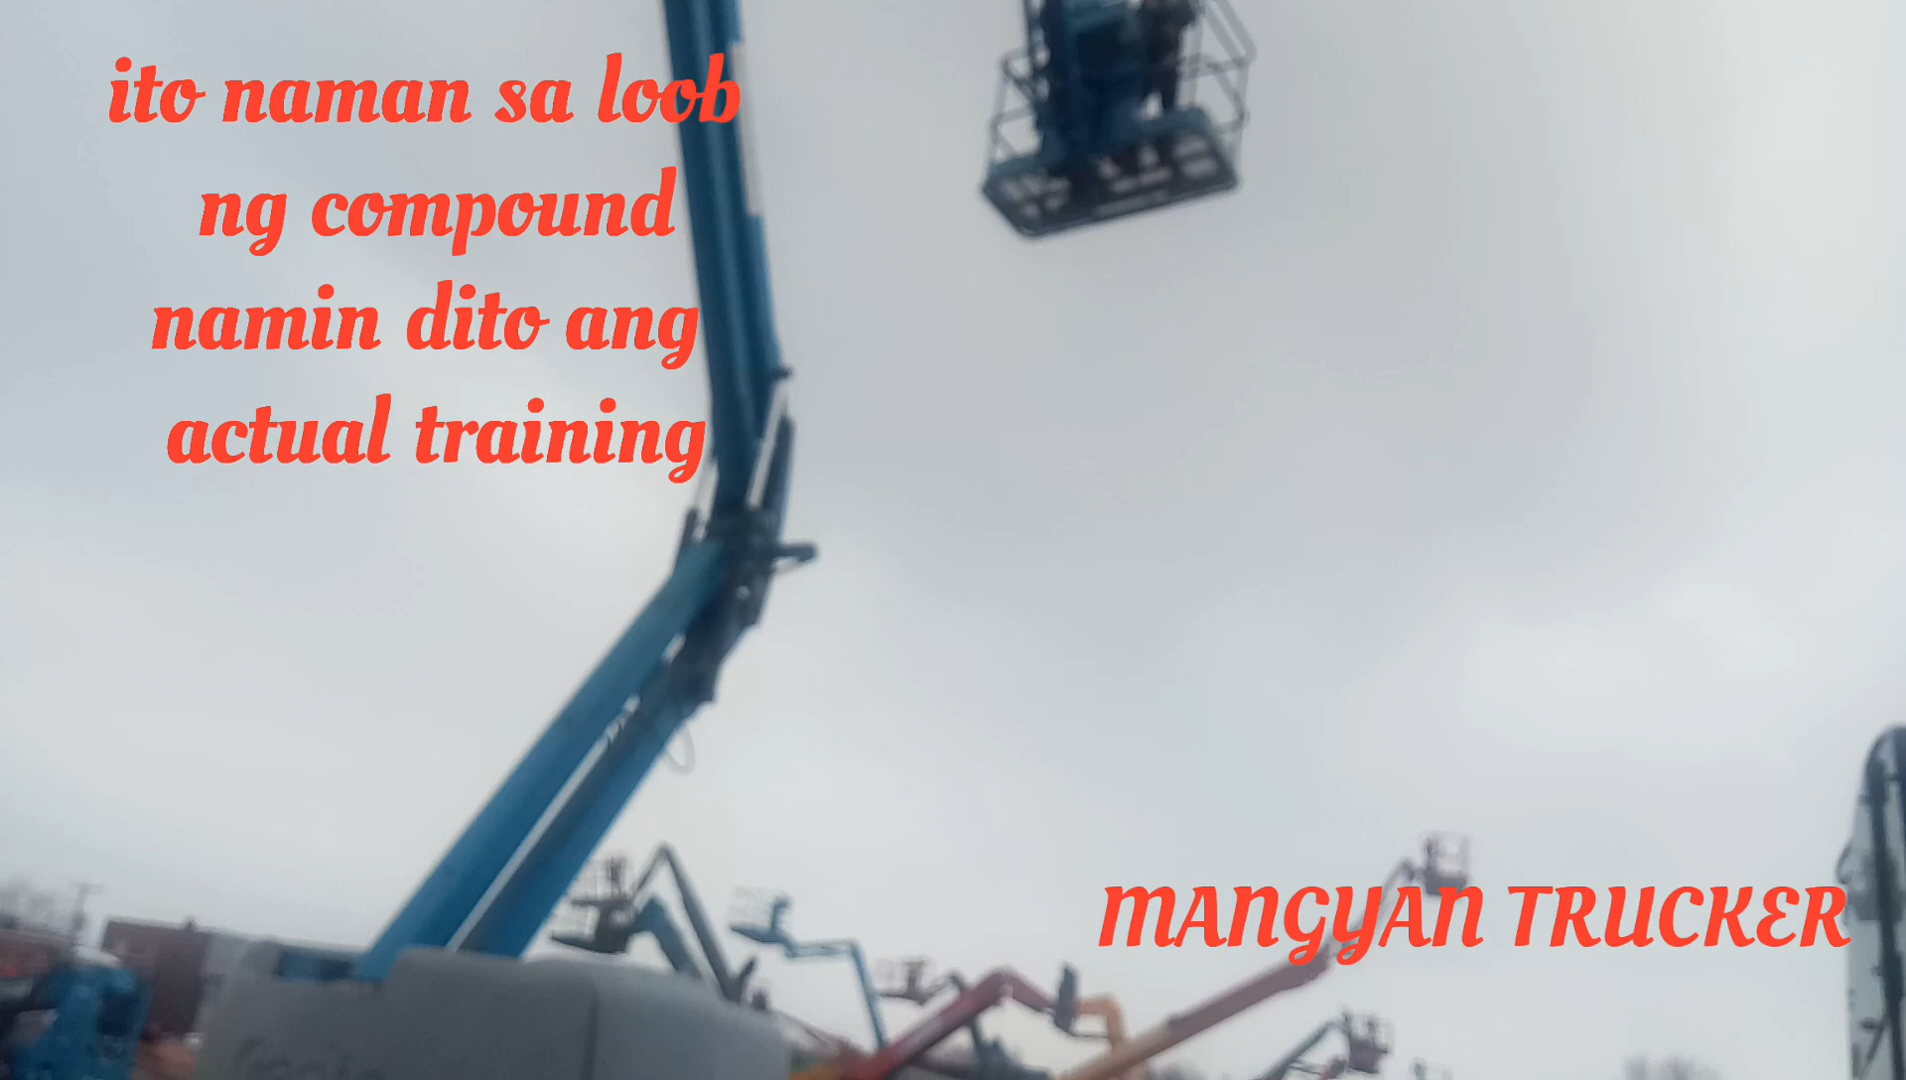 ito naman sa loob
ng compound
namin dito ang
actual training
MANGYAN TRUCKER